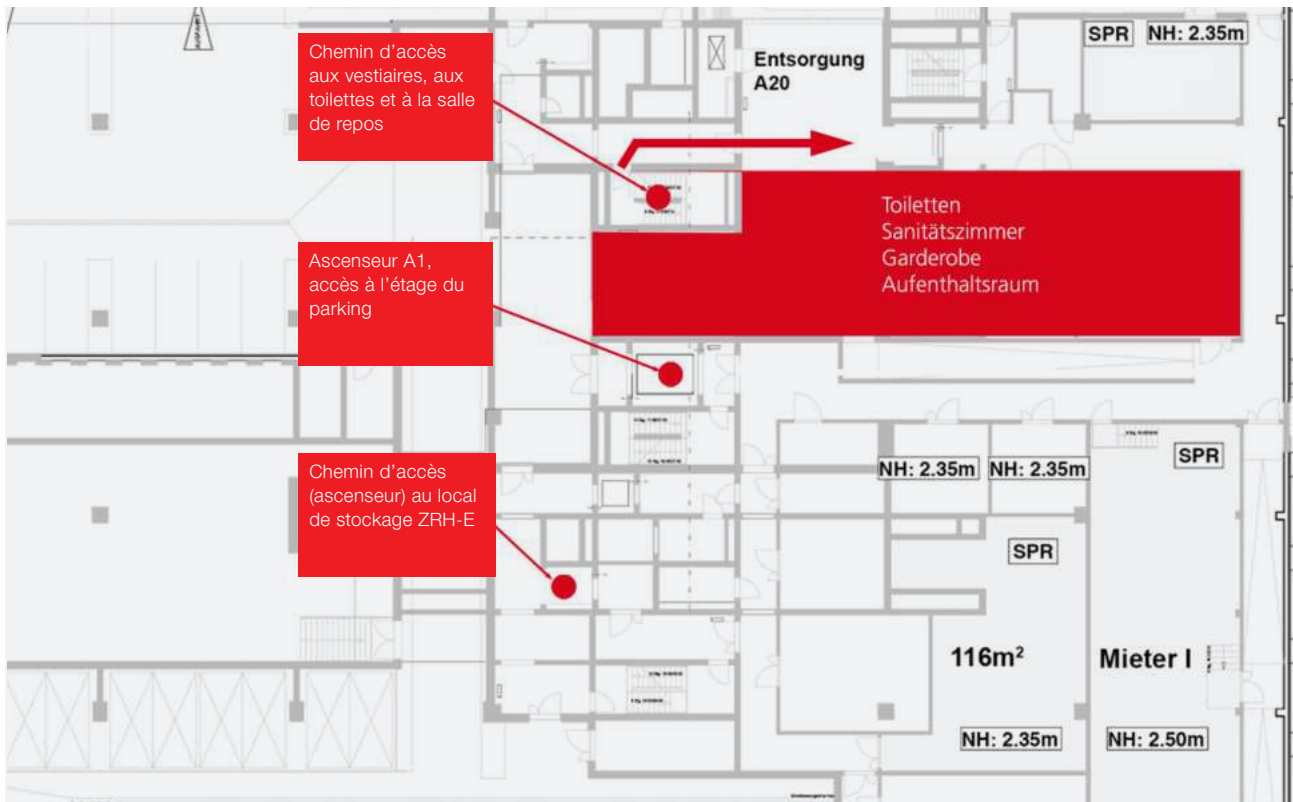 AUSFAHRT
Chemin d'accès
aux vestiaires, aux
toilettes et à la salle
de repos
Entsorgung
A20
SPR
NH: 2.35m
Toiletten
Sanitätszimmer
Garderobe
Aufenthaltsraum
Ascenseur A1,
accès à l'étage du
parking
Chemin d'accès
(ascenseur) au local
de stockage ZRH-E
NH: 2.35m
NH: 2.35m
SPR
SPR
116m²
Mieter I
NH: 2.35m
NH: 2.50m